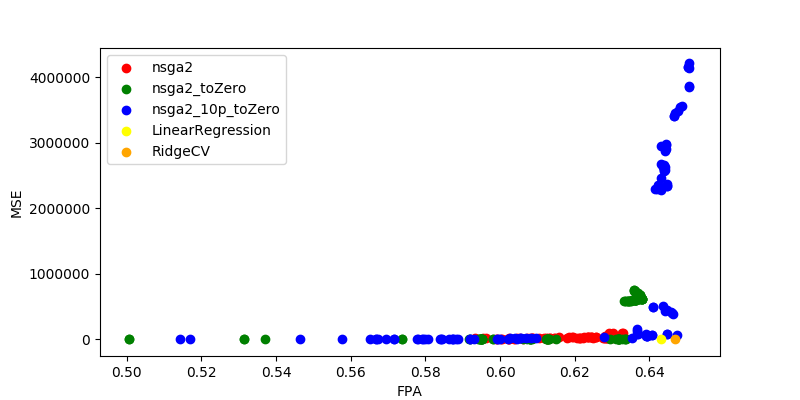 nsga2
nsga2_toZero
nsga2_10p_toZero
LinearRegression
RidgeCV
4000000
3000000
2000000
1000000
0
MSE
0.50 0.52 0.54 0.56 0.58 0.60 0.62 0.64
FPA